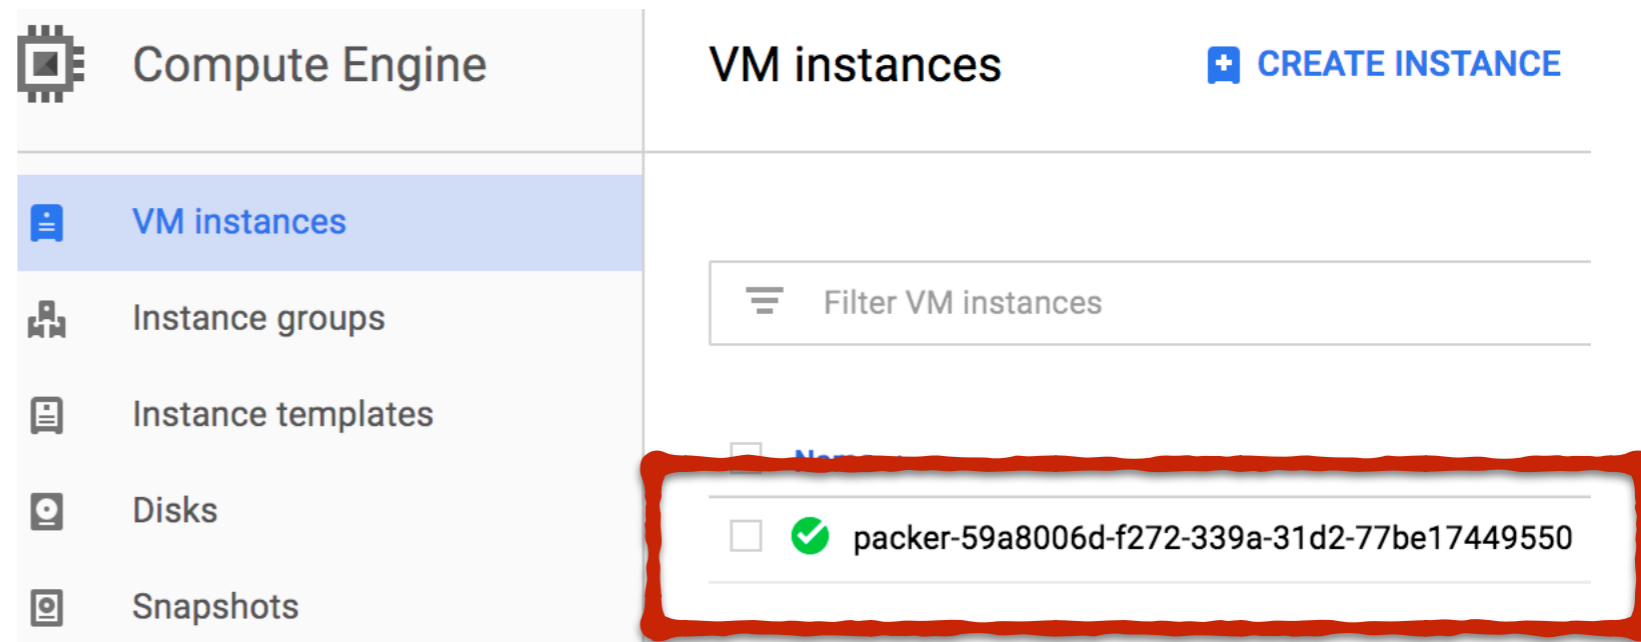 Compute Engine
VM instances
CREATE INSTANCE
VM instances
Instance groups
Instance templates
Disks
Snapshots
Filter VM instances
Name
packer-59a8006d-f272-339a-31d2-77be17449550